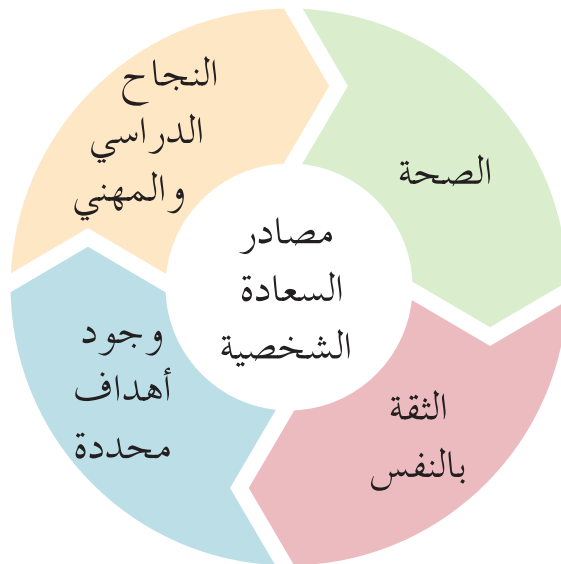 مصادر
السعادة
الشخصية
الصحة
الثقة
بالنفس
وجود
أهداف
محددة
النجاح
الدراسي
والمهني